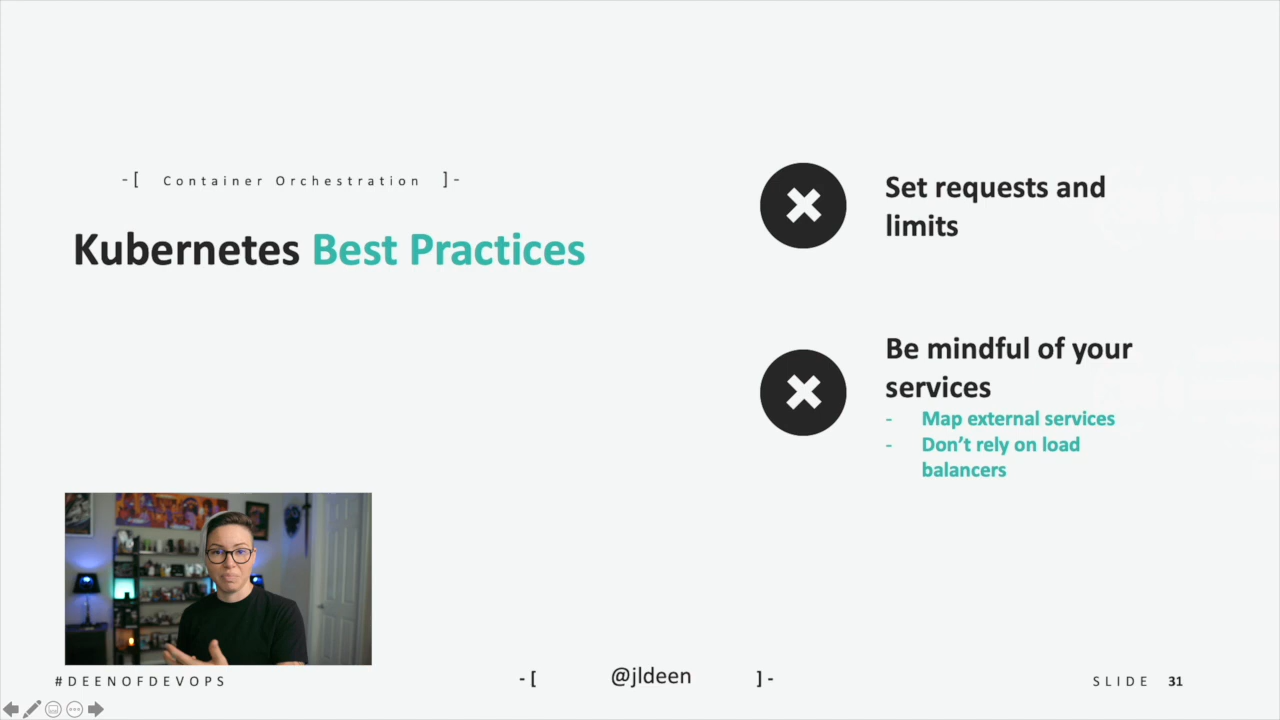 -[ Container Orchestration ]-
Kubernetes Best Practices
Set requests and
limits
Be mindful of your
services
- Map external services
- Don’t rely on load
balancers
#DEENOFDEVOPS
-[ @jldeen ]-
SLIDE 31